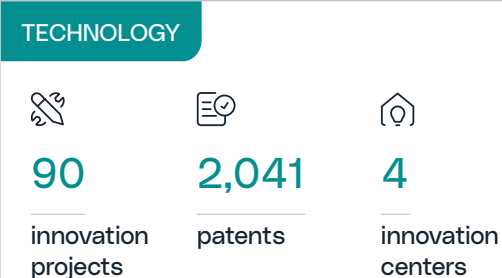 TECHNOLOGY
90
innovation
projects
2,041
patents
4
innovation
centers